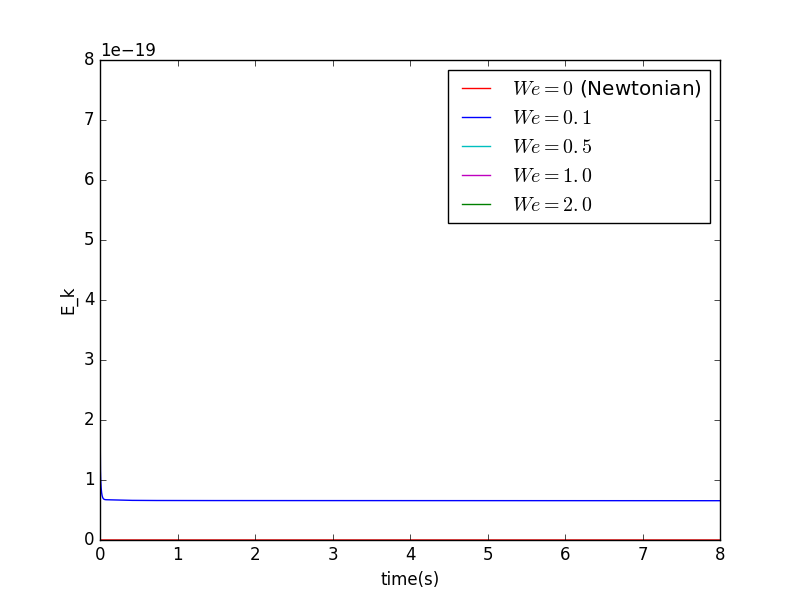 1e−19
8
7
6
5
4
3
2
1
0
E_k
We = 0 (Newtonian)
We = 0.1
We = 0.5
We = 1.0
We = 2.0
0 1 2 3 4 5 6 7 8
time(s)